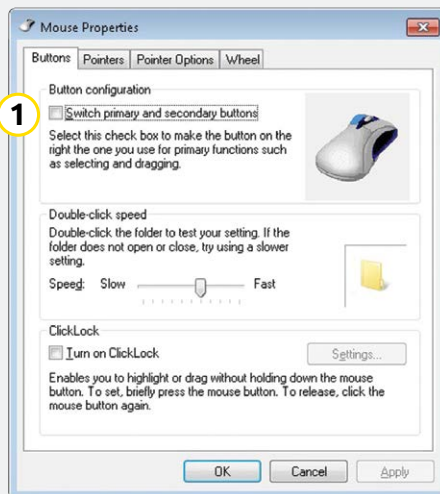 Mouse Properties
Buttons Pointers Pointer Options Wheel
Button configuration
1
Switch primary and secondary buttons
Select this check box to make the button on the
right the one you use for primary functions such
as selecting and dragging.
Double-click speed
Double-click the folder to test your setting. If the
folder does not open or close, try using a slower
setting.
Speed: Slow Fast
ClickLock
Turn on ClickLock Settings...
Enables you to highlight or drag without holding down the mouse
button. To set, briefly press the mouse button. To release, click the
mouse button again.
OK Cancel Apply